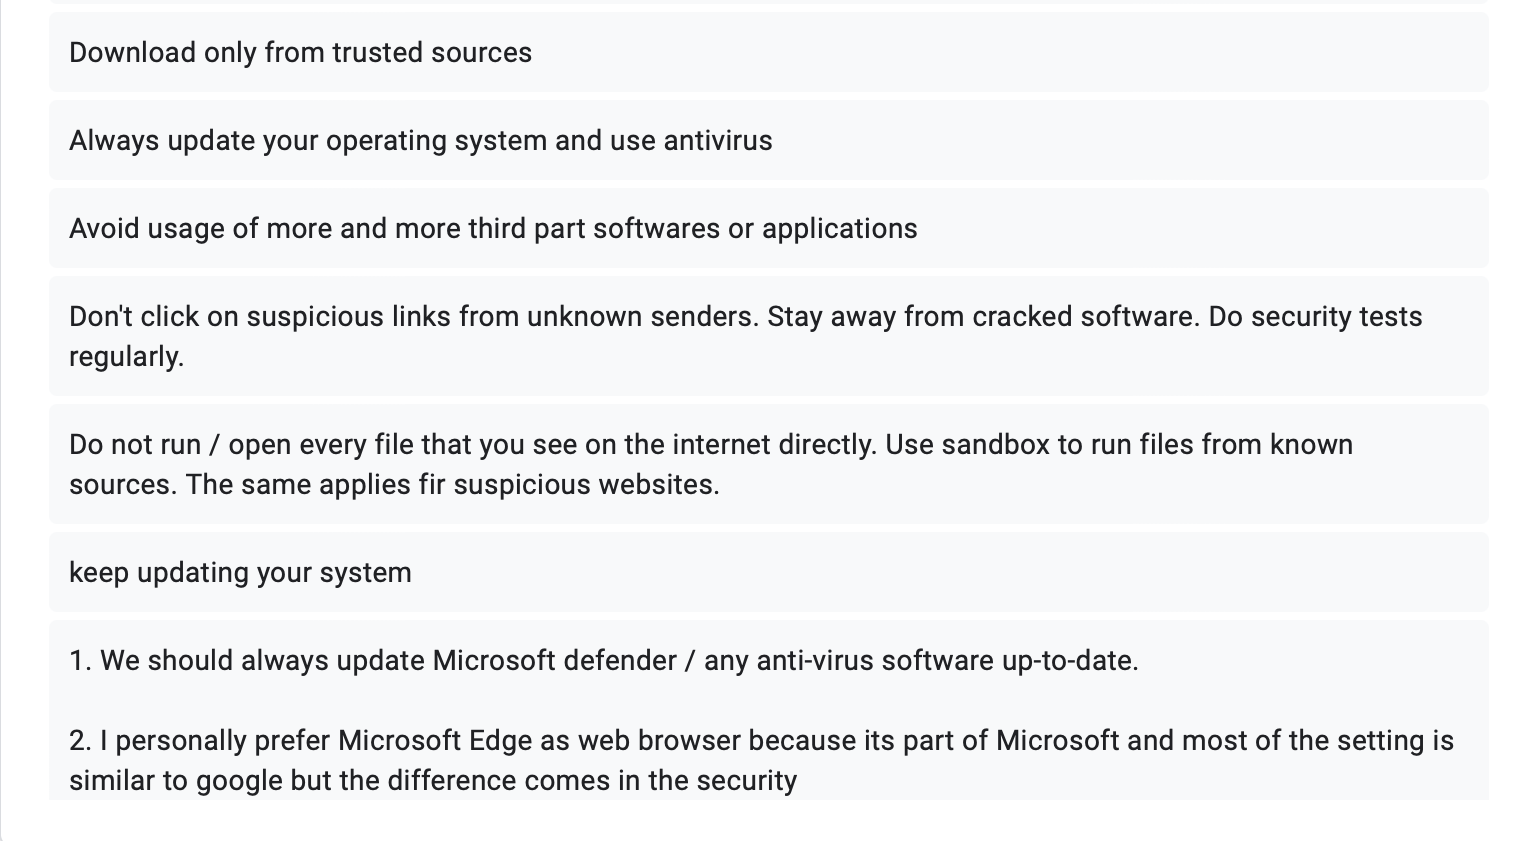 Download only from trusted sources
Always update your operating system and use antivirus
Avoid usage of more and more third part softwares or applications
Don't click on suspicious links from unknown senders. Stay away from cracked software. Do security tests
regularly.
Do not run / open every file that you see on the internet directly. Use sandbox to run files from known
sources. The same applies fir suspicious websites.
keep updating your system
1. We should always update Microsoft defender / any anti-virus software up-to-date.
2. I personally prefer Microsoft Edge as web browser because its part of Microsoft and most of the setting is
similar to google but the difference comes in the security